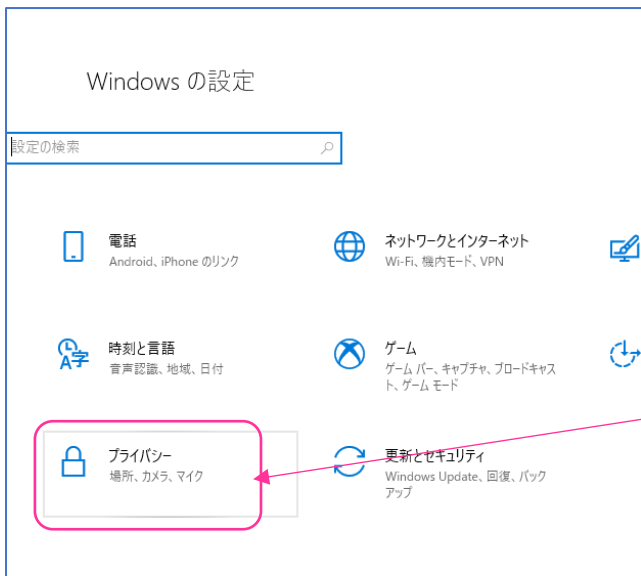 Windows の設定
設定の検索
電話
Android、iPhone のリンク
ネットワークとインターネット
Wi-Fi、機内モード、VPN
時刻と言語
音声認識、地域、日付
ゲーム
ゲーム バー、キャプチャ、ブロードキャス
ト、ゲーム モード
プライバシー
場所、カメラ、マイク
更新とセキュリティ
Windows Update、回復、バック
アップ